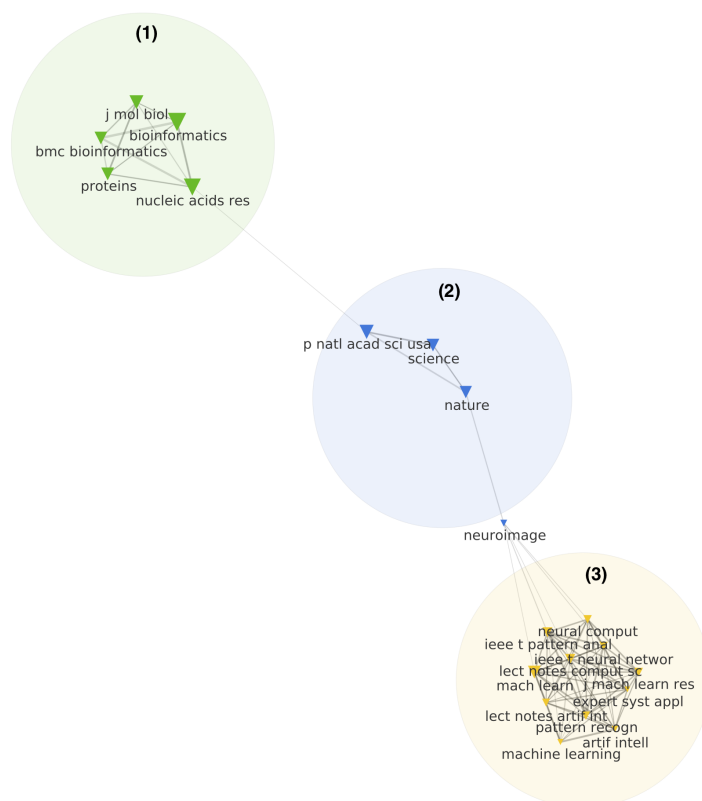 (1)
j mol biol
bioinformatics
bmc bioinformatics
proteins
nucleic acids res
(2)
p natl acad sci usa
science
nature
neuroimage
(3)
neural comput
ieee t pattern anal
ieee t neural networ
lect notes comput sc
mach learn
j mach learn res
expert syst appl
lect notes artif int
pattern recogn
artif intell
machine learning